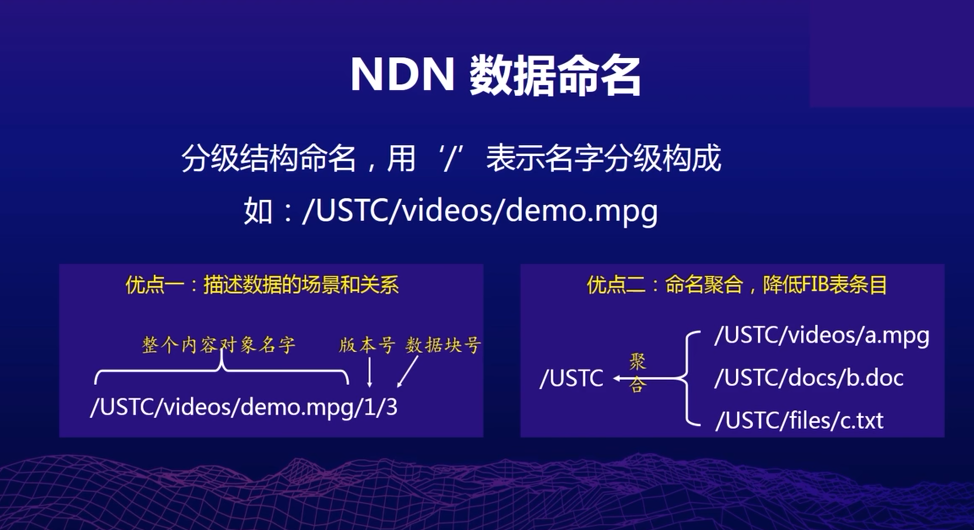 NDN 数据命名
分级结构命名，用‘/’表示名字分级构成
如：/USTC/videos/demo.mpg
优点一：描述数据的场景和关系
整个内容对象名字 版本号 数据块号
/USTC/videos/demo.mpg/1/3
优点二：命名聚合，降低FIB表条目
/USTC
聚
合
/USTC/videos/a.mpg
/USTC/docs/b.doc
/USTC/files/c.txt